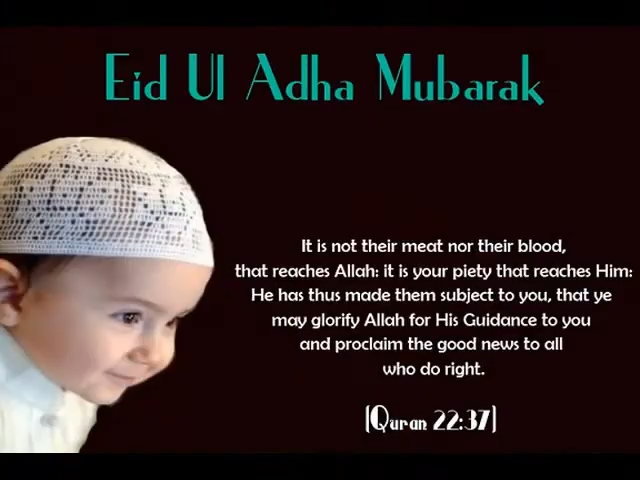 Eid Ul Adha Mubarak
It is not their meat nor their blood,
that reaches Allah: it is your piety that reaches Him:
He has thus made them subject to you, that ye
may glorify Allah for His Guidance to you
and proclaim the good news to all
who do right.
[Quran 22:37]